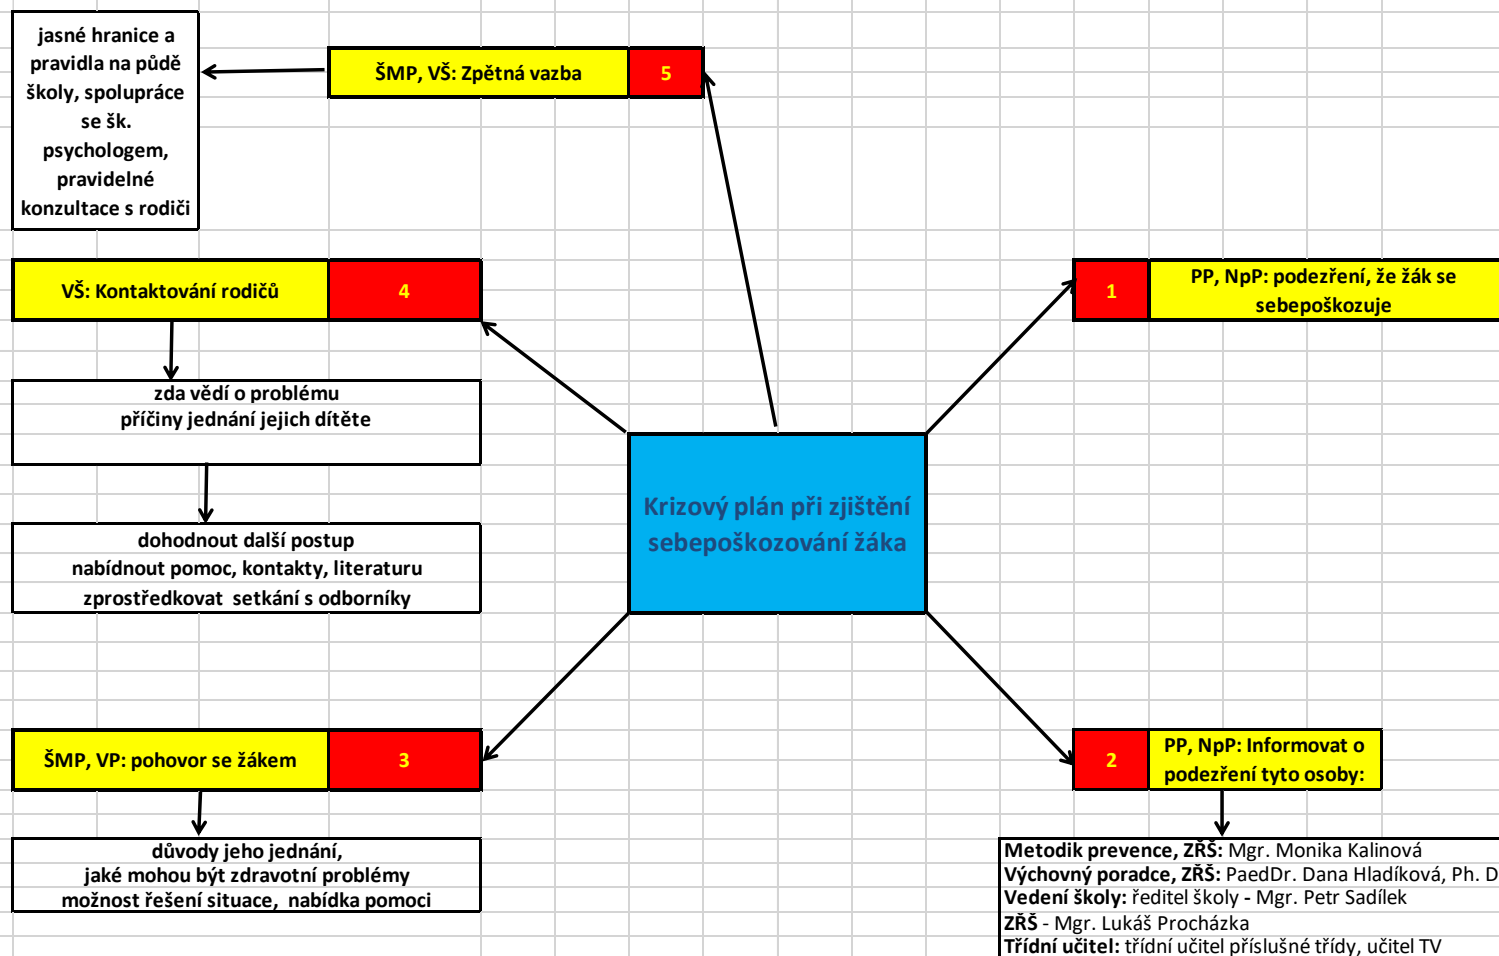 jasné hranice a
pravidla na půdě
školy, spolupráce
se šk.
psychologem,
pravidelné
konzultace s rodiči
ŠMP, VŠ: Zpětná vazba
5
VŠ: Kontaktování rodičů
4
1
PP, NpP: podezření, že žák se
sebepoškozuje
zda vědí o problému
příčiny jednání jejich dítěte
Krizový plán při zjištění
sebepoškozování žáka
dohodnout další postup
nabídnout pomoc, kontakty, literaturu
zprostředkovat setkání s odborníky
ŠMP, VP: pohovor se žákem
3
2
PP, NpP: Informovat o
podezření tyto osoby:
důvody jeho jednání,
jaké mohou být zdravotní problémy
možnost řešení situace, nabídka pomoci
Metodik prevence, ZŘŠ: Mgr. Monika Kalinová
Výchovný poradce, ZŘŠ: PaedDr. Dana Hladíková, Ph. D
Vedení školy: ředitel školy - Mgr. Petr Sadílek
ZŘŠ - Mgr. Lukáš Procházka
Třídní učitel: třídní učitel příslušné třídy, učitel TV